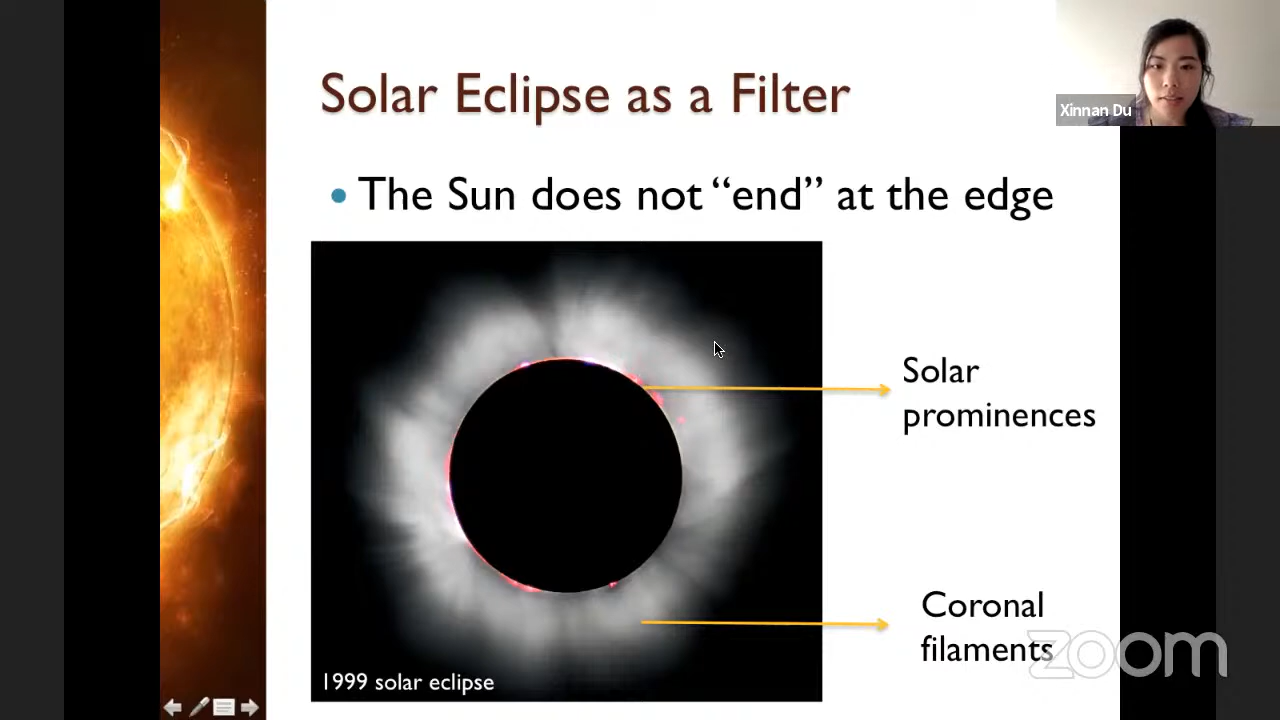 Solar Eclipse as a Filter
Xinnan Du
• The Sun does not “end” at the edge
Solar
prominences
Coronal
filaments
zoom
1999 solar eclipse